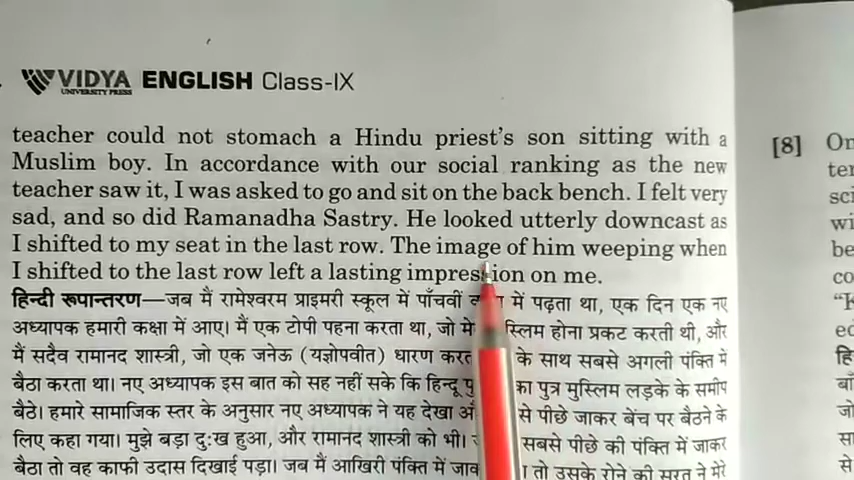 VIDYA ENGLISH Class-IX
UNIVERSITY PRESS
teacher could not stomach a Hindu priest's son sitting with a
Muslim boy. In accordance with our social ranking as the new
teacher saw it, I was asked to go and sit on the back bench. I felt very
sad, and so did Ramanadha Sastry. He looked utterly downcast as
I shifted to my seat in the last row. The image of him weeping when
I shifted to the last row left a lasting impression on me.
हिन्दी रूपान्तरण—जब मैं रामेश्वरम प्राइमरी स्कूल में पाँचवीं में पढ़ता था, एक दिन एक नए
अध्यापक हमारी कक्षा में आए। मैं एक टोपी पहना करता था, जो होना प्रकट करती थी, और
मैं सदैव रामानद शास्त्री, जो एक जनेऊ (यज्ञोपवीत) धारण के साथ सबसे अगली पंक्ति में
बैठा करता था। नए अध्यापक इस बात को सह नहीं सके कि हिन्दू का पुत्र मुस्लिम लड़के के समीप
बैठे। हमारे सामाजिक स्तर के अनुसार नए अध्यापक ने यह देखा से पीछे जाकर बेंच पर बैठने के
लिए कहा गया। मुझे बड़ा दुःख हुआ, और रामानद शास्त्री को भी। सबसे पीछे की पंक्ति में जाकर
बैठा तो वह काफी उदास दिखाई पड़ा। जब मैं आखिरी पंक्ति में तो उसके रोने की सूरत ने मेरे
[8]